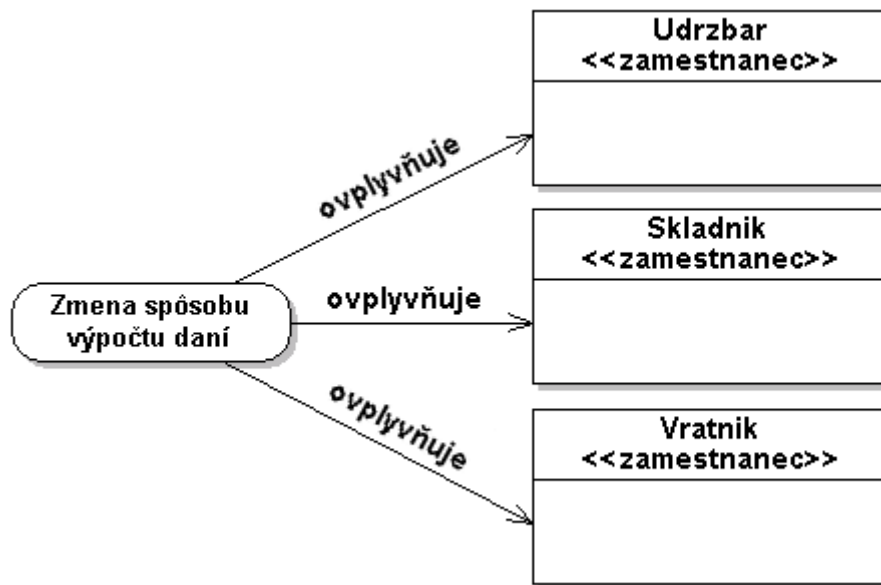 Udrzbar
<<zamestnanec>>
ovplyvňuje
Skladnik
<<zamestnanec>>
Zmena spôsobu
výpočtu daní
ovplyvňuje
ovplyvňuje
Vratnik
<<zamestnanec>>